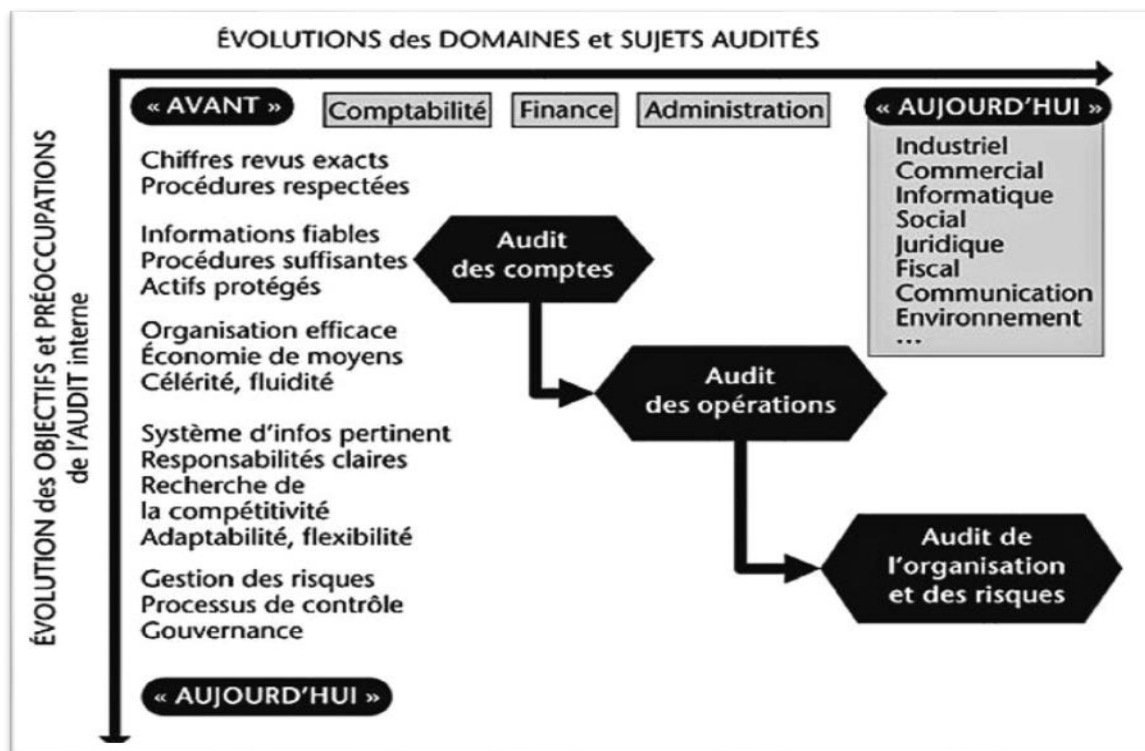 ÉVOLUTIONS des DOMAINES et SUJETS AUDITÉS
ÉVOLUTION des OBJECTIFS et PRÉOCCUPATIONS
de l'AUDIT interne
« AVANT »
Comptabilité
Finance
Administration
« AUJOURD'HUI »
Industriel
Commercial
Informatique
Social
Juridique
Fiscal
Communication
Environnement
...
Chiffres revus exacts
Procédures respectées
Informations fiables
Procédures suffisantes
Actifs protégés
Audit
des comptes
Organisation efficace
Économie de moyens
Célérité, fluidité
Audit
des opérations
Système d'infos pertinent
Responsabilités claires
Recherche de
la compétitivité
Adaptabilité, flexibilité
Audit de
l'organisation
et des risques
Gestion des risques
Processus de contrôle
Gouvernance
« AUJOURD'HUI »